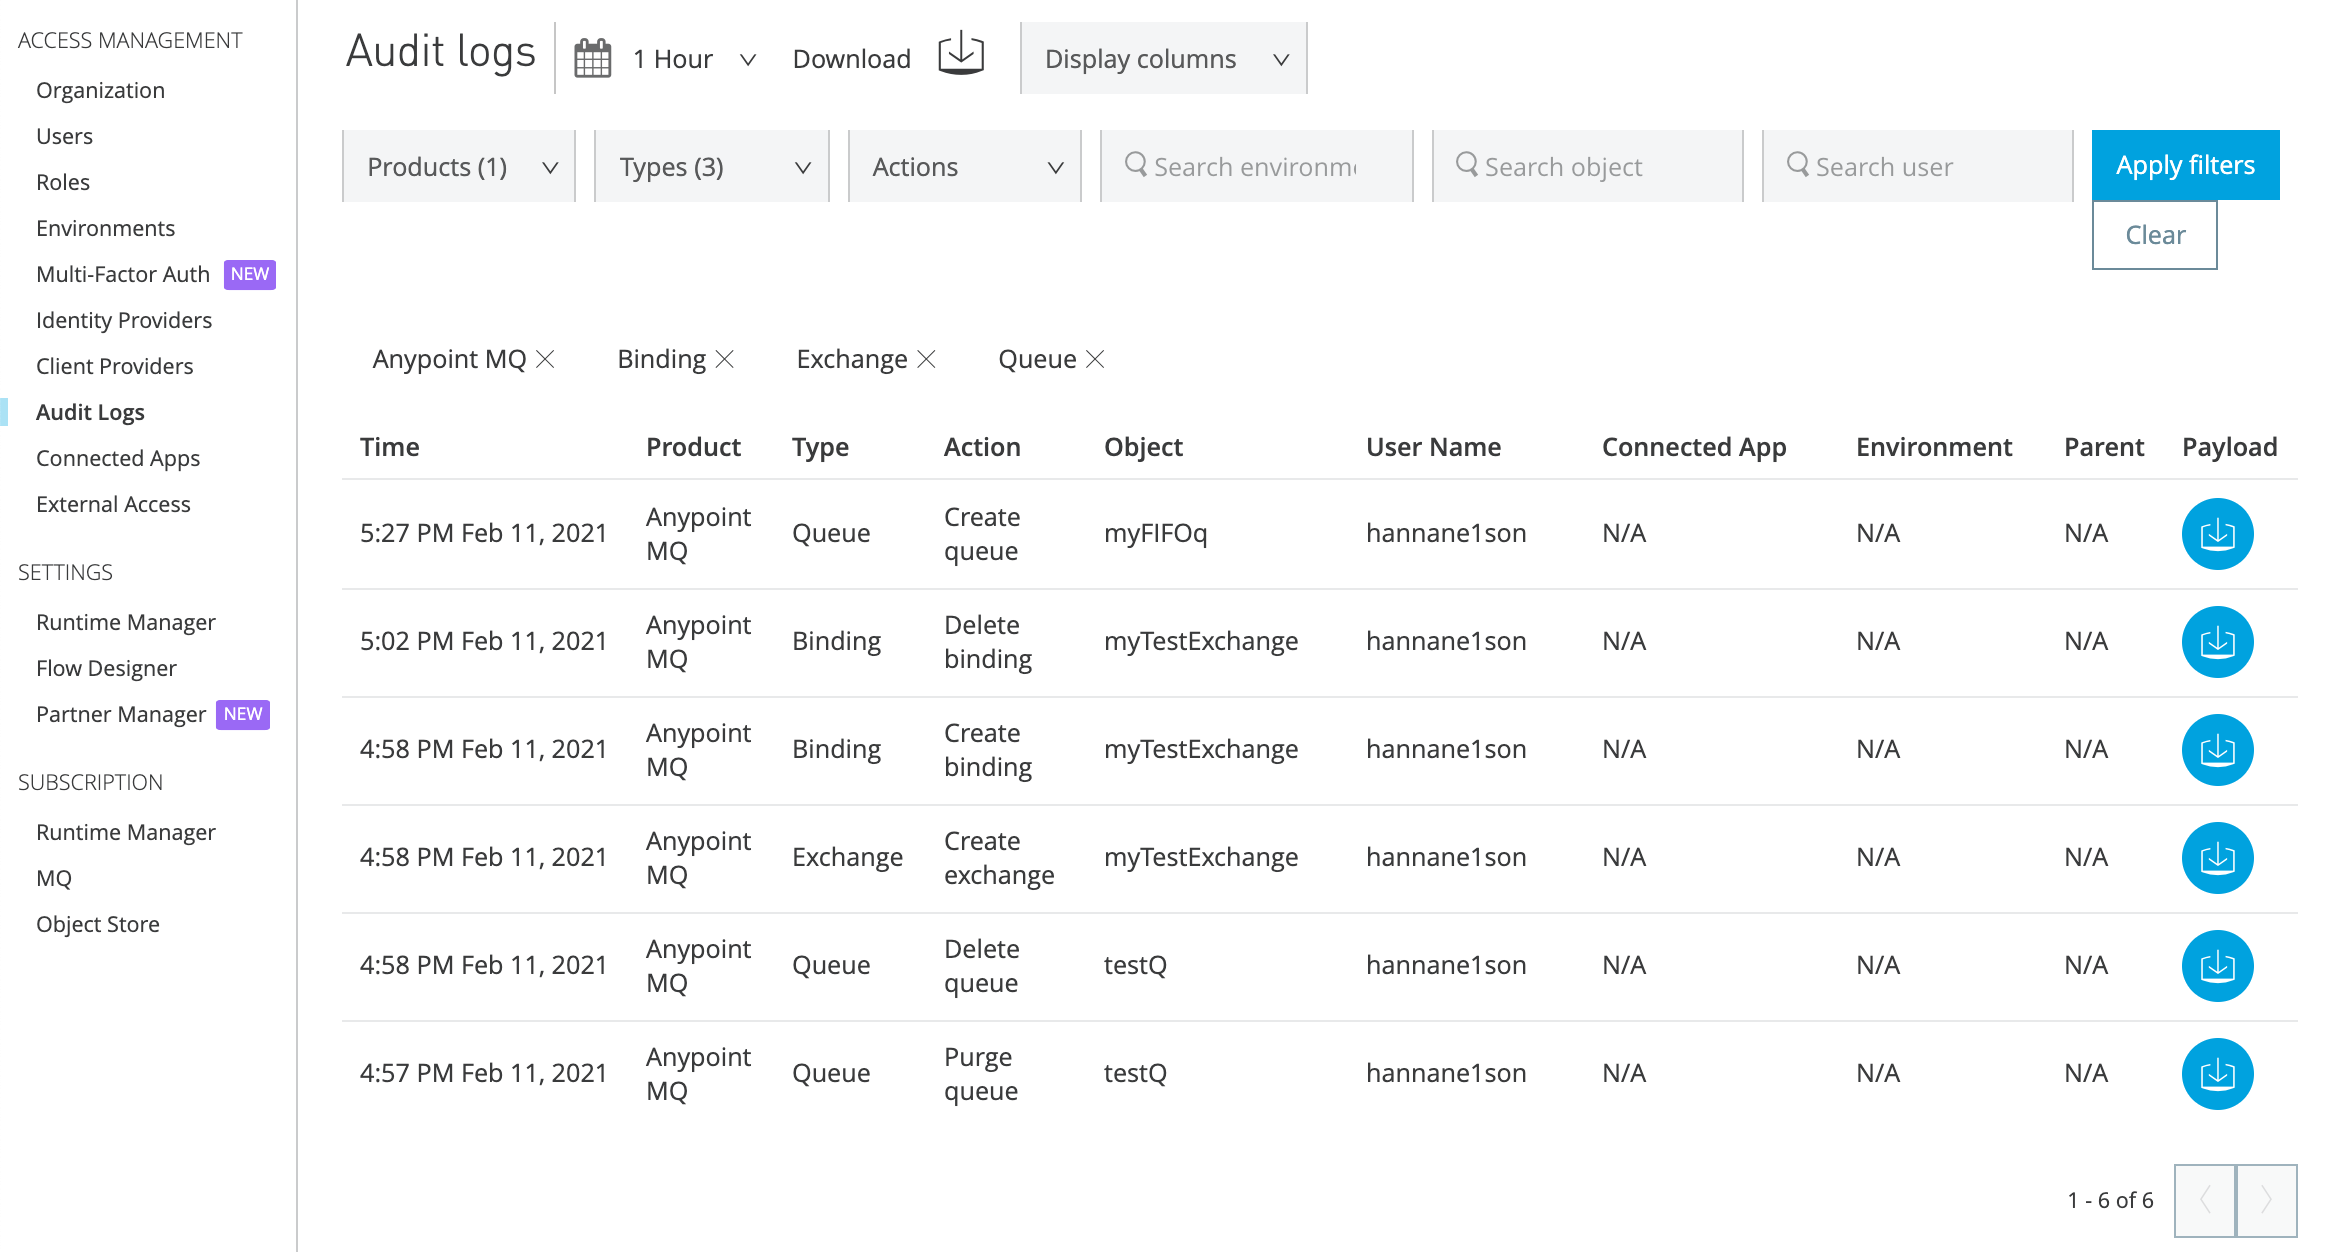 ACCESS MANAGEMENT
Organization
Users
Roles
Environments
Multi-Factor Auth NEW
Identity Providers
Client Providers
Audit Logs
Connected Apps
External Access
SETTINGS
Runtime Manager
Flow Designer
Partner Manager NEW
SUBSCRIPTION
Runtime Manager
MQ
Object Store
Audit logs 1 Hour Download Display columns
Products (1) Types (3) Actions Search environm Search object Search user Apply filters
Clear
Anypoint MQ Binding Exchange Queue
Time Product Type Action Object User Name Connected App Environment Parent Payload
5:27 PM Feb 11, 2021 Anypoint MQ Queue Create queue myFIFOq hannane1son N/A N/A N/A
5:02 PM Feb 11, 2021 Anypoint MQ Binding Delete binding myTestExchange hannane1son N/A N/A N/A
4:58 PM Feb 11, 2021 Anypoint MQ Binding Create binding myTestExchange hannane1son N/A N/A N/A
4:58 PM Feb 11, 2021 Anypoint MQ Exchange Create exchange myTestExchange hannane1son N/A N/A N/A
4:58 PM Feb 11, 2021 Anypoint MQ Queue Delete queue testQ hannane1son N/A N/A N/A
4:57 PM Feb 11, 2021 Anypoint MQ Queue Purge queue testQ hannane1son N/A N/A N/A
1 - 6 of 6